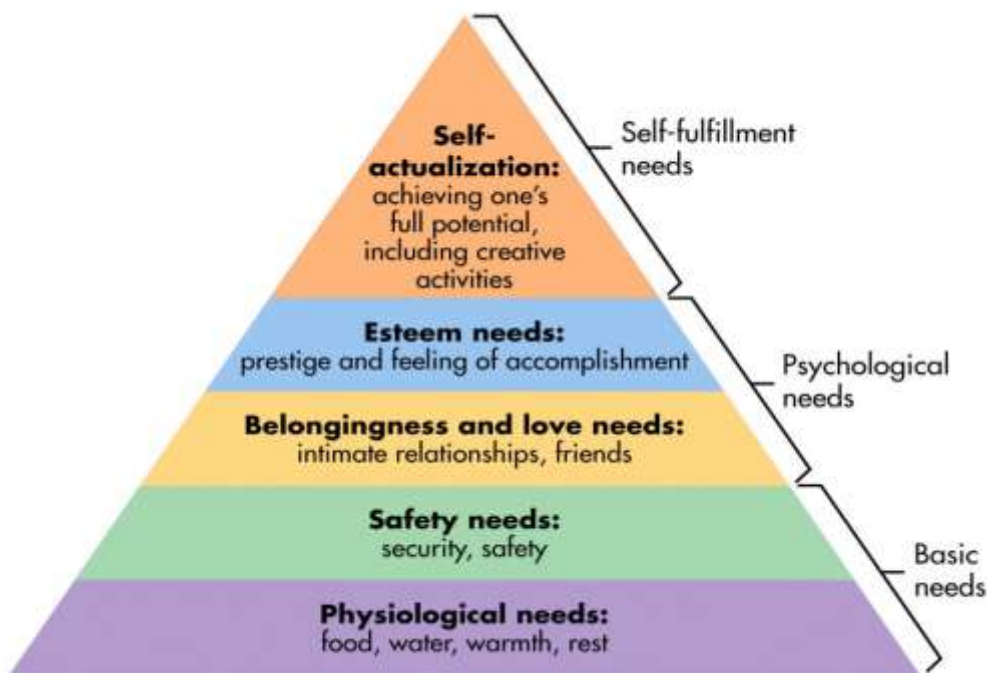 Self-
actualization:
achieving one's
full potential,
including creative
activities
Self-fulfillment
needs
Esteem needs:
prestige and feeling of accomplishment
Psychological
needs
Belongingness and love needs:
intimate relationships, friends
Safety needs:
security, safety
Basic
needs
Physiological needs:
food, water, warmth, rest